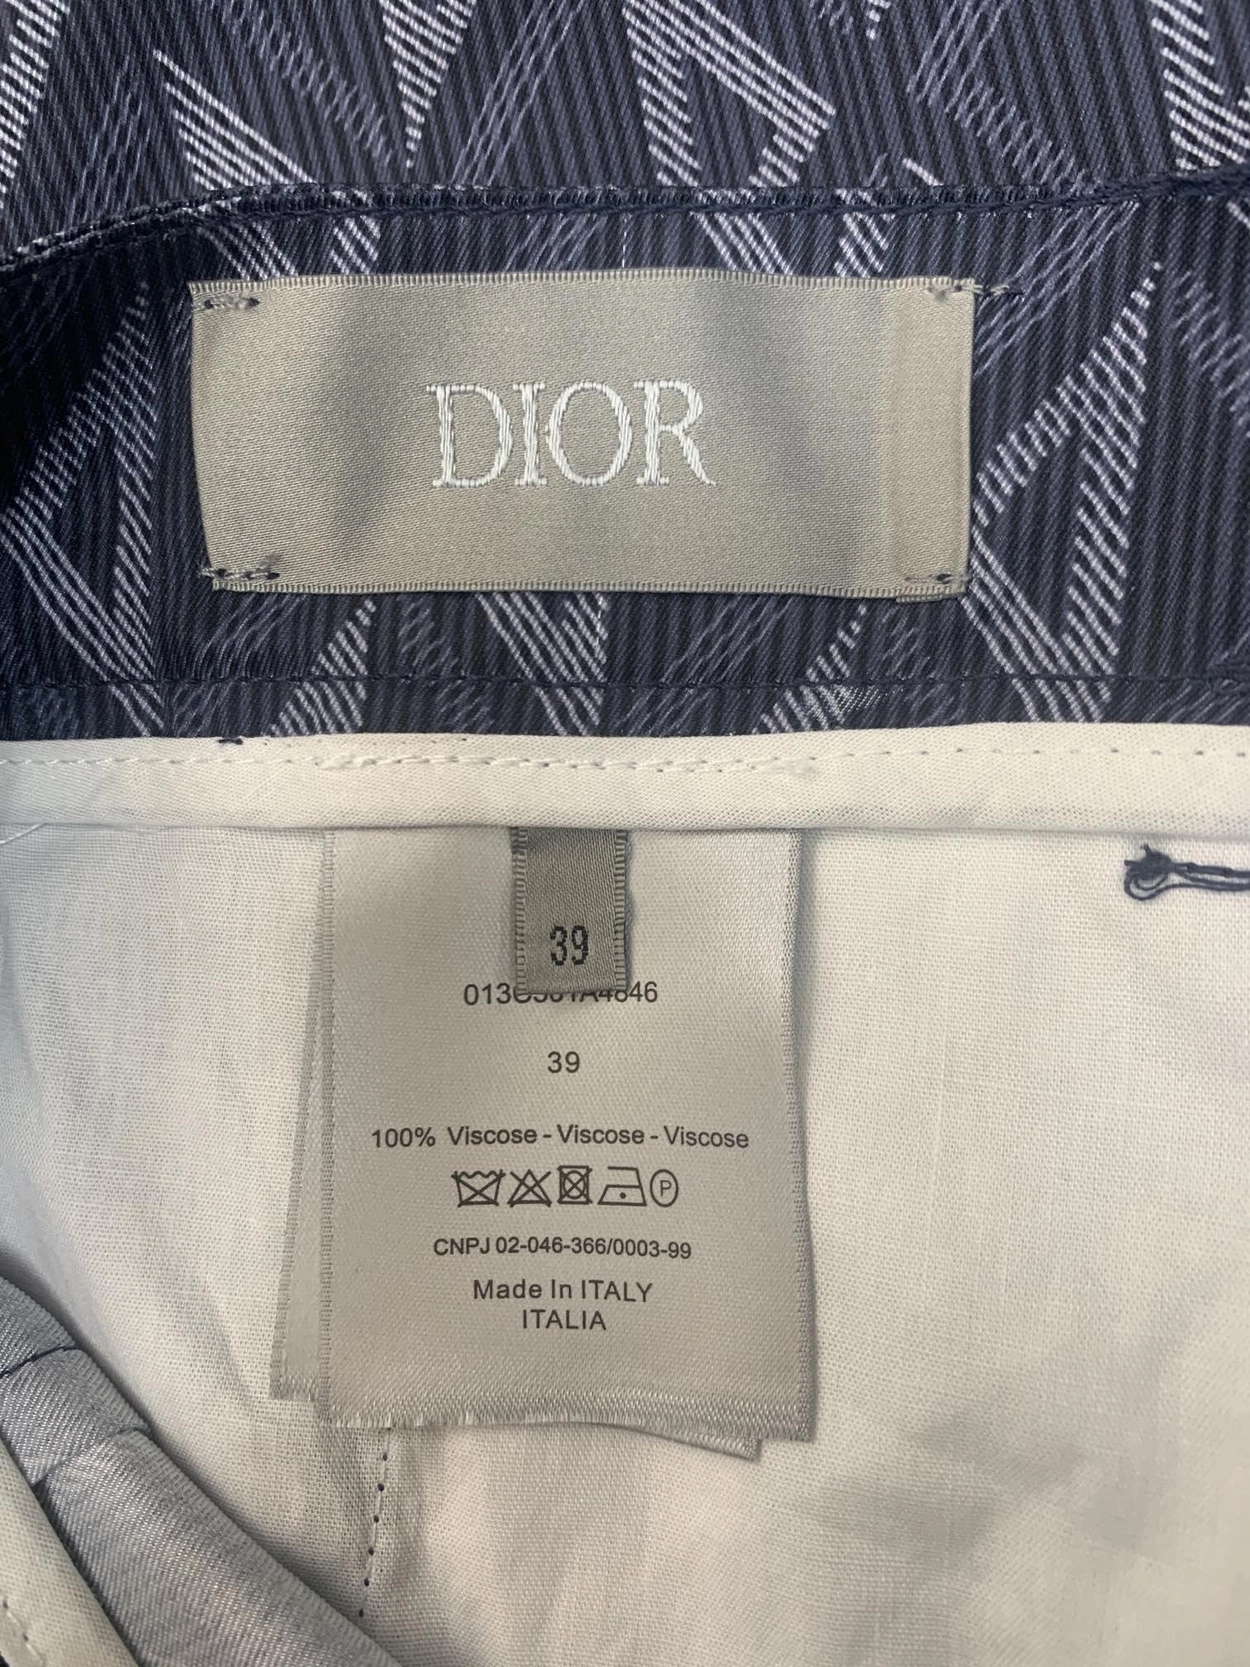 DIOR
39
39
100% Viscose - Viscose - Viscose
P
CNPJ 02-046-366/0003-99
Made In ITALY
ITALIA